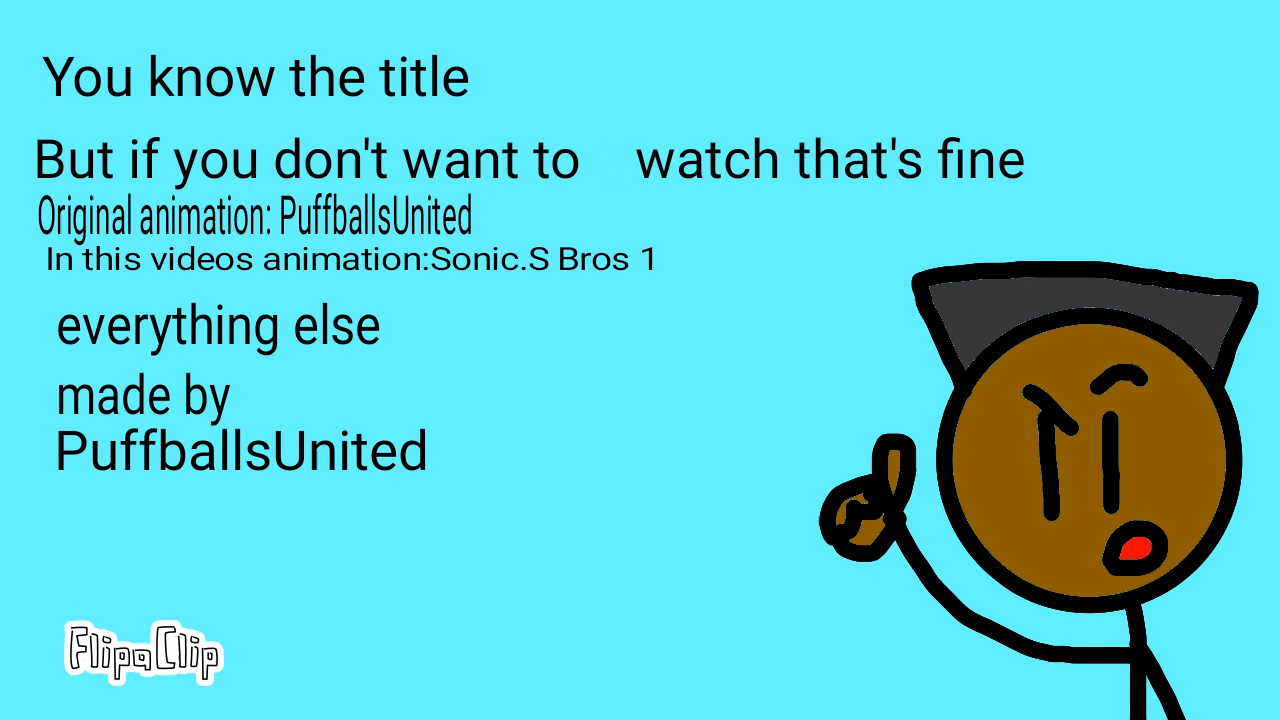 You know the title
But if you don't want to watch that's fine
Original animation: PuffballsUnited
In this videos animation:Sonic.S Bros 1
everything else
made by
PuffballsUnited
FlipaClip